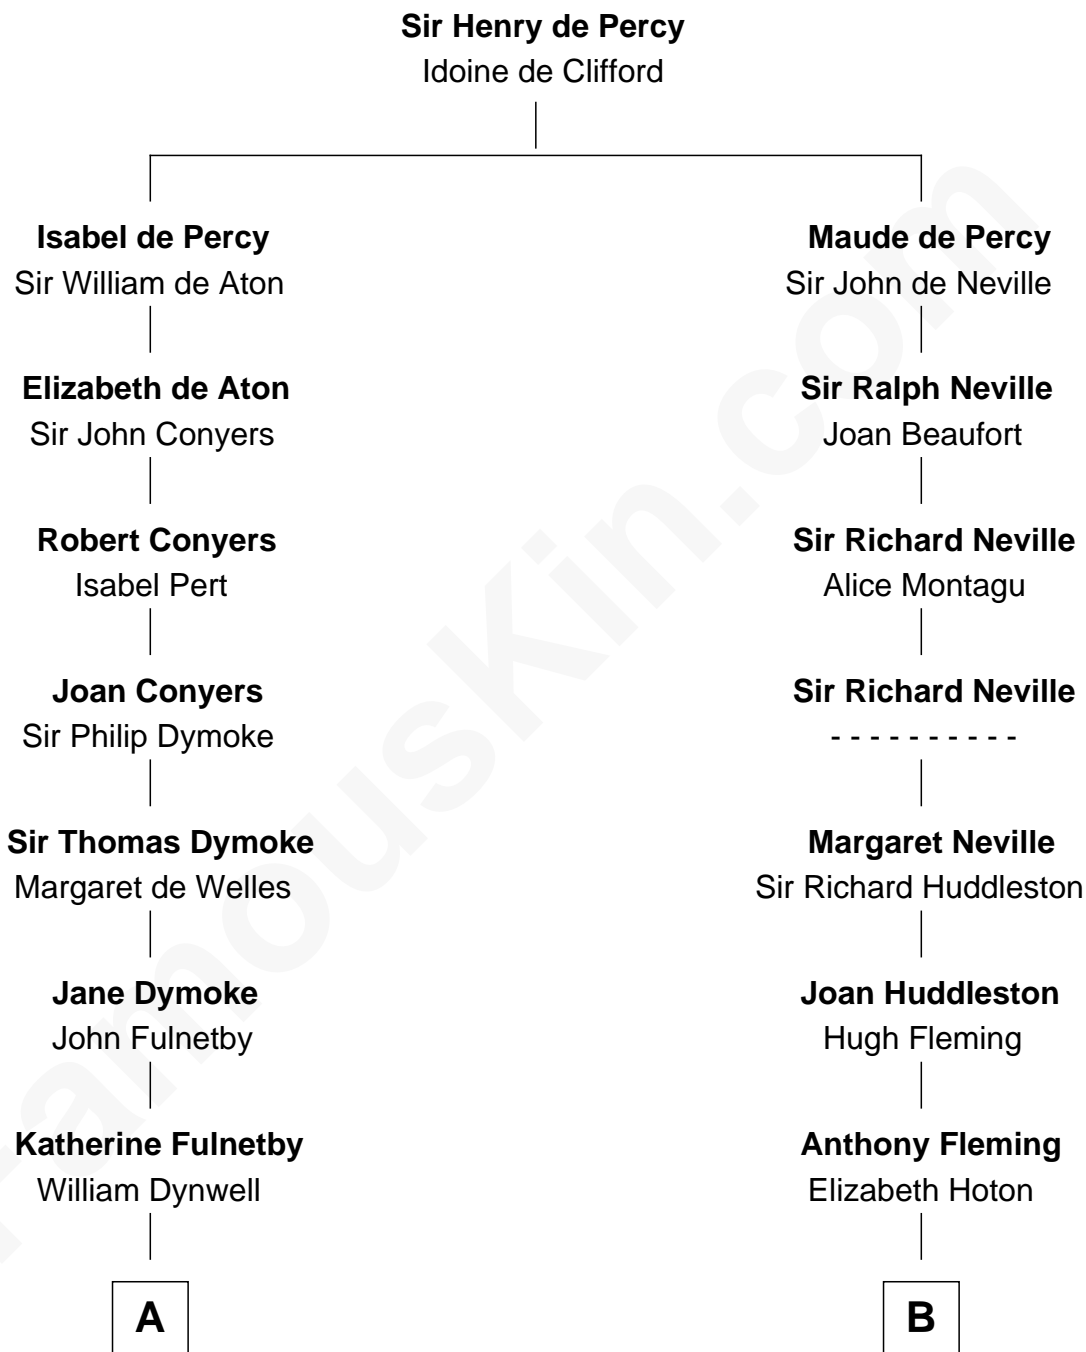 Sir Henry de Percy
Idoine de Clifford
Isabel de Percy
Sir William de Aton
Elizabeth de Aton
Sir John Conyers
Robert Conyers
Isabel Pert
Joan Conyers
Sir Philip Dymoke
Sir Thomas Dymoke
Margaret de Welles
Jane Dymoke
John Fulnetby
Katherine Fulnetby
William Dynwell
A
Maude de Percy
Sir John de Neville
Sir Ralph Neville
Joan Beaufort
Sir Richard Neville
Alice Montagu
Sir Richard Neville
- - - - - - - - - -
Margaret Neville
Sir Richard Huddleston
Joan Huddleston
Hugh Fleming
Anthony Fleming
Elizabeth Hoton
B
FamousKin.com